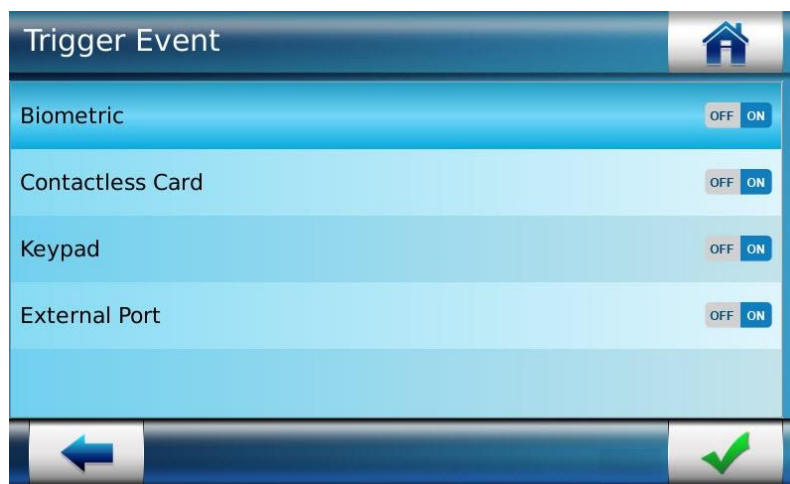 Trigger Event
Biometric OFF ON
Contactless Card OFF ON
Keypad OFF ON
External Port OFF ON